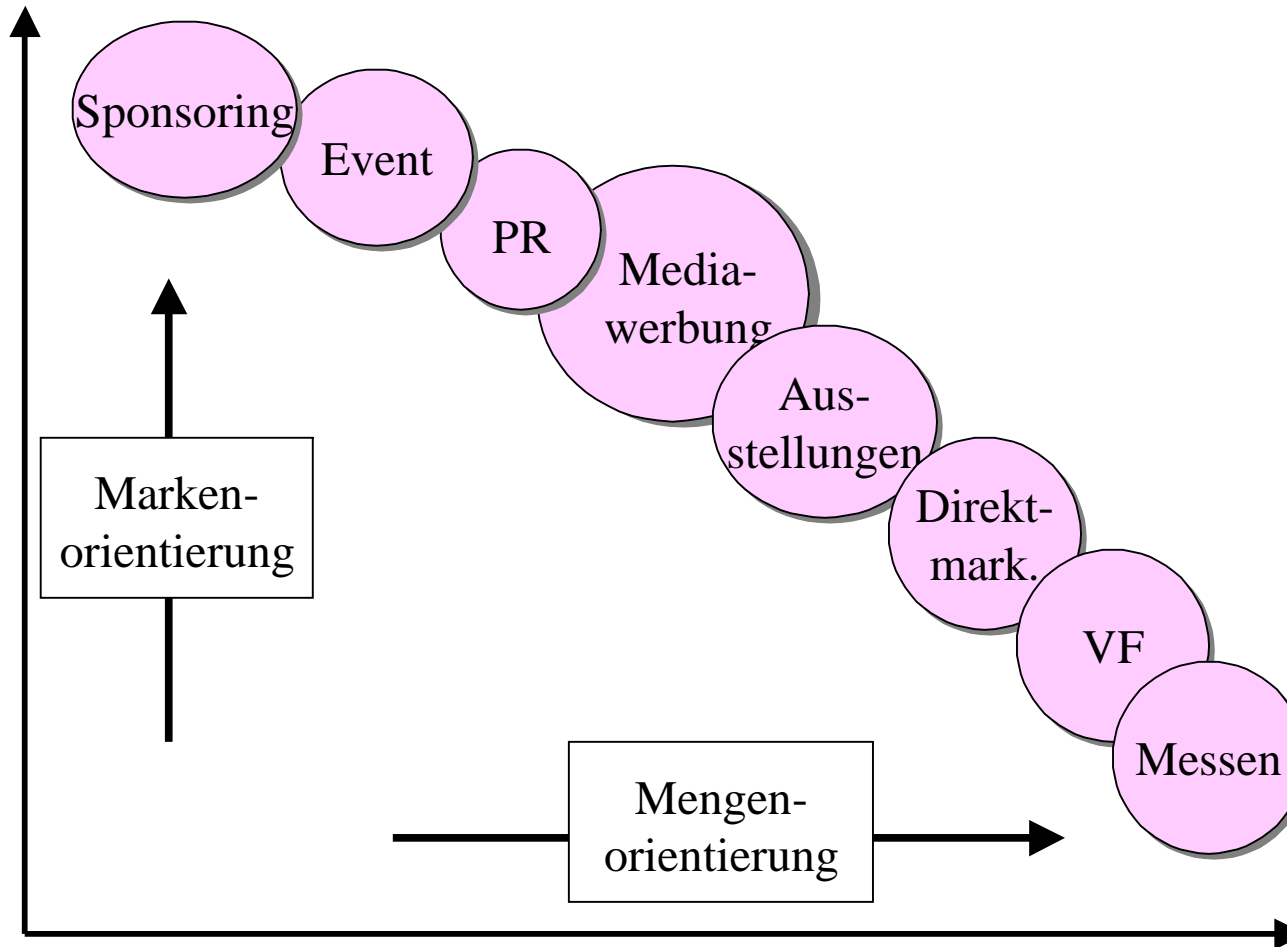 Sponsoring
Event
PR
Media-
werbung
Aus-
stellungen
Direkt-
mark.
VF
Messen
Marken-
orientierung
Mengen-
orientierung